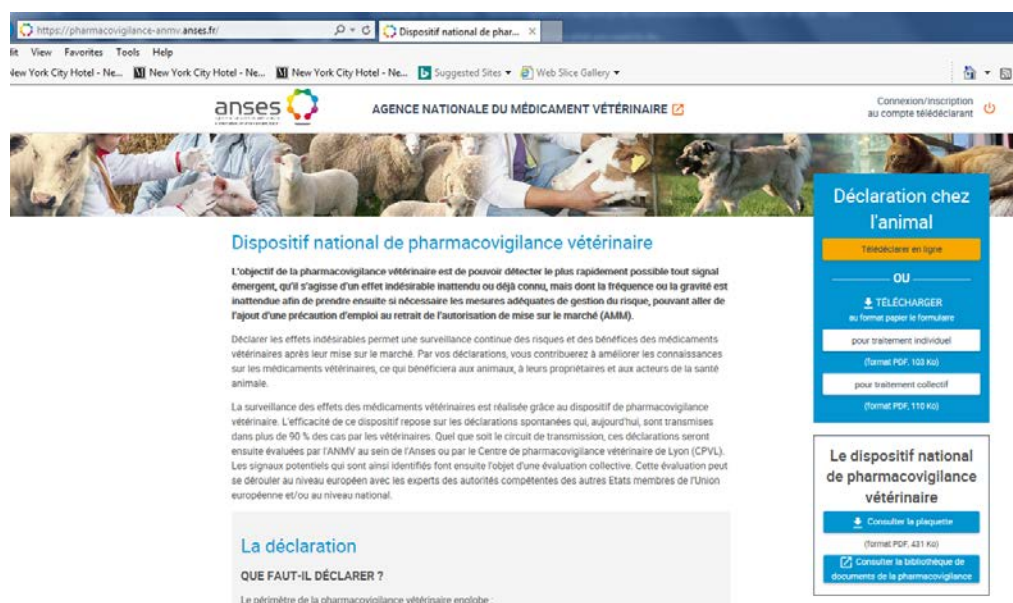 https://pharmacovigilance-anmv.anses.fr/
Dispositif national de phar... ×
View Favorites Tools Help
New York City Hotel - Ne... New York City Hotel - Ne... New York City Hotel - Ne... Suggested Sites Web Slice Gallery
anses
AGENCE NATIONALE DU MÉDICAMENT VÉTÉRINAIRE
Connexion/Inscription
au compte télédéclarant
Dispositif national de pharmacovigilance vétérinaire
L'objectif de la pharmacovigilance vétérinaire est de pouvoir détecter le plus rapidement possible tout signal
émergent, qu'il s'agisse d'un effet indésirable inattendu ou déjà connu, mais dont la fréquence ou la gravité est
inattendue afin de prendre ensuite si nécessaire les mesures adéquates de gestion du risque, pouvant aller de
l'ajout d'une précaution d'emploi au retrait de l'autorisation de mise sur le marché (AMM).
Déclarer les effets indésirables permet une surveillance continue des risques et des bénéfices des médicaments
vétérinaires après leur mise sur le marché. Par vos déclarations, vous contribuerez à améliorer les connaissances
sur les médicaments vétérinaires, ce qui bénéficiera aux animaux, à leurs propriétaires et aux acteurs de la santé
animale.
La surveillance des effets des médicaments vétérinaires est réalisée grâce au dispositif de pharmacovigilance
vétérinaire. L'efficacité de ce dispositif repose sur les déclarations spontanées qui, aujourd'hui, sont transmises
dans plus de 90 % des cas par les vétérinaires. Quel que soit le circuit de transmission, ces déclarations seront
ensuite évaluées par l'ANMV au sein de l'Anses ou par le Centre de pharmacovigilance vétérinaire de Lyon (CPVL).
Les signaux potentiels qui sont ainsi identifiés font ensuite l'objet d'une évaluation collective. Cette évaluation peut
se dérouler au niveau européen avec les experts des autorités compétentes des autres Etats membres de l'Union
européenne et/ou au niveau national.
La déclaration
QUE FAUT-IL DÉCLARER ?
Le périmètre de la pharmacovigilance vétérinaire englobe :
Déclaration chez
l'animal
Télédéclarer en ligne
OU
TÉLÉCHARGER
au format papier le formulaire
pour traitement individuel
(format PDF, 103 Ko)
pour traitement collectif
(format PDF, 110 Ko)
Le dispositif national
de pharmacovigilance
vétérinaire
Consulter la plaquette
(format PDF, 431 Ko)
Consulter la bibliothèque de
documents de la pharmacovigilance